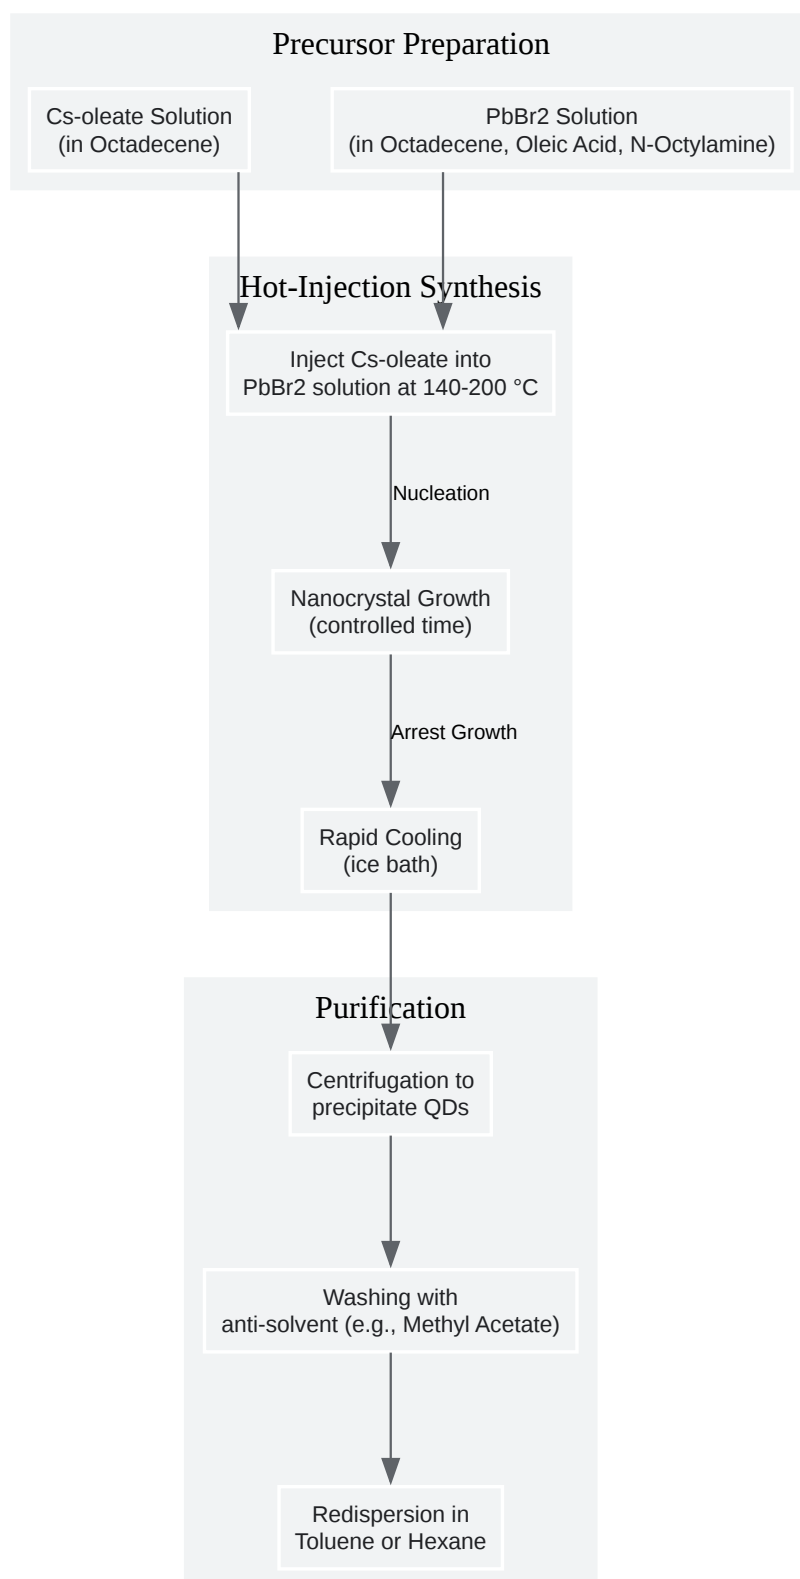 Precursor Preparation
Cs-oleate Solution
(in Octadecene)
PbBr2 Solution
(in Octadecene, Oleic Acid, N-Octylamine)
Hot-Injection Synthesis
Inject Cs-oleate into
PbBr2 solution at 140-200 °C
Nucleation
Nanocrystal Growth
(controlled time)
Arrest Growth
Rapid Cooling
(ice bath)
Purification
Centrifugation to
precipitate QDs
Washing with
anti-solvent (e.g., Methyl Acetate)
Redispersion in
Toluene or Hexane